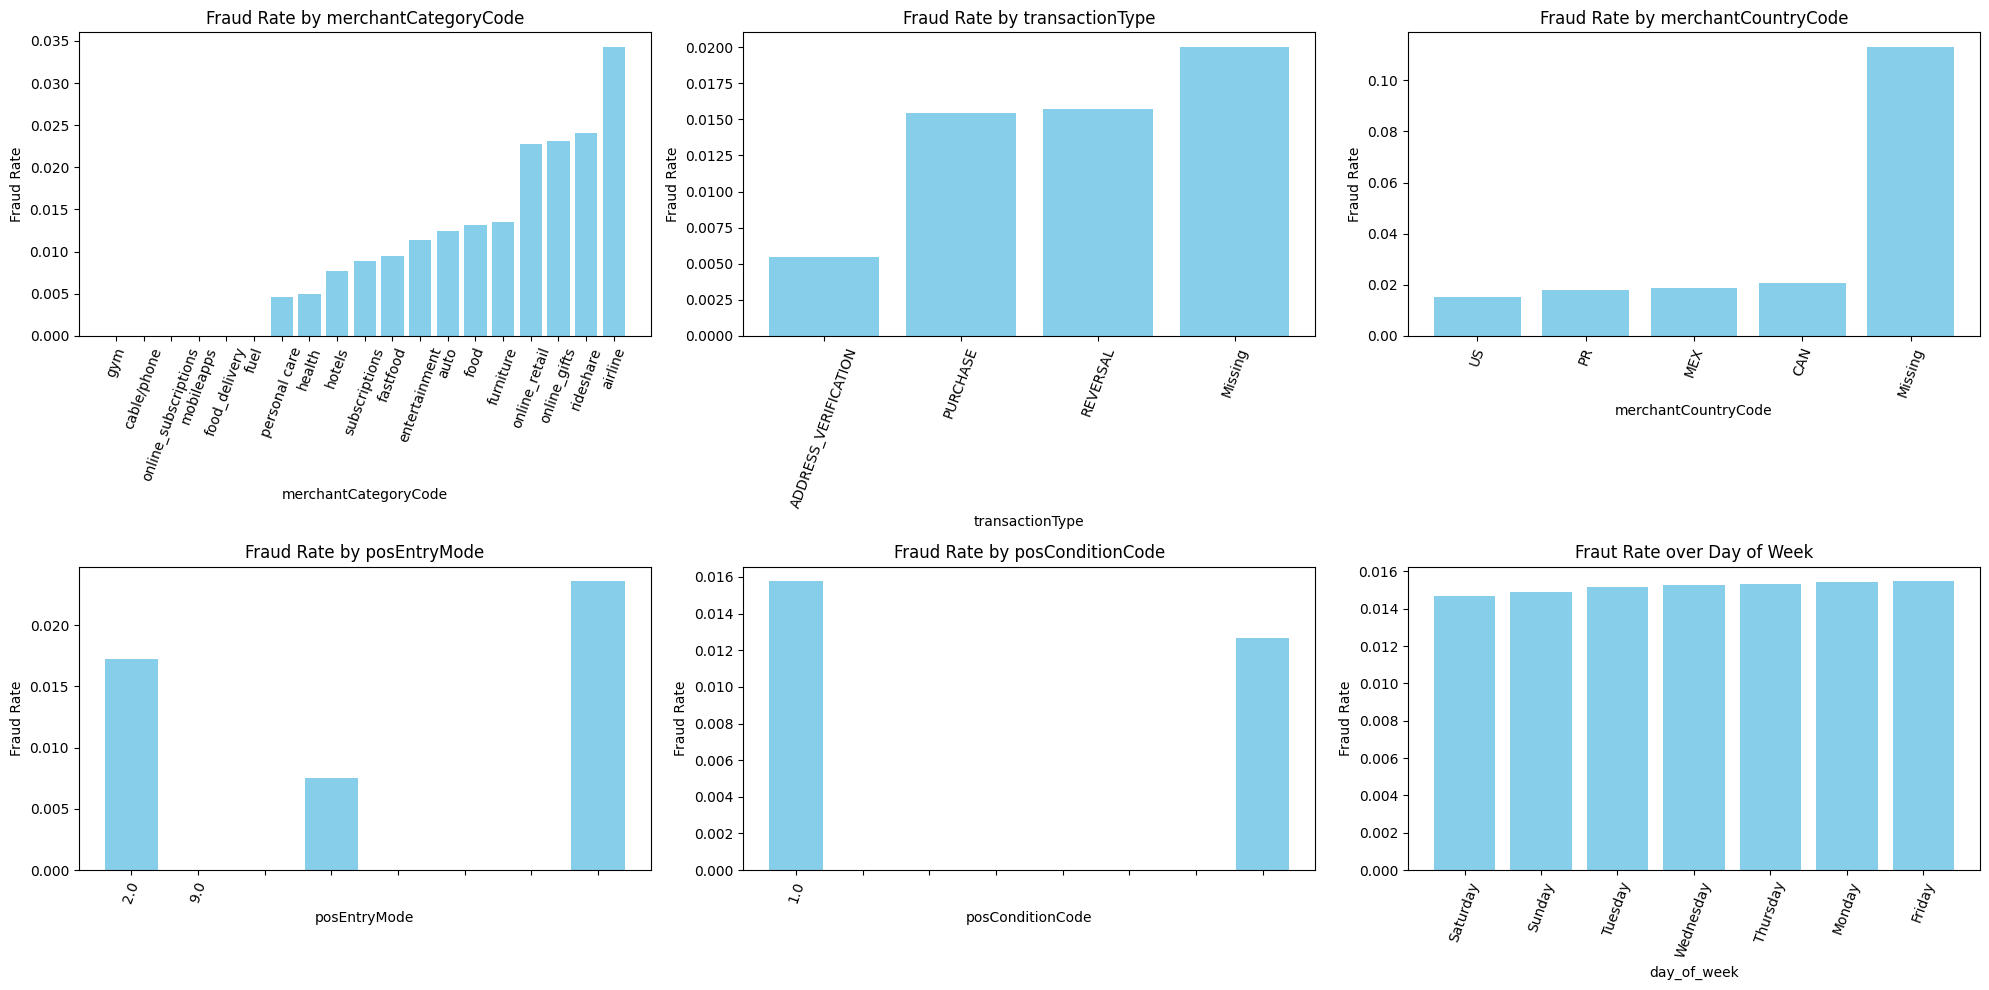 Fraud Rate by merchantCategoryCode
Fraud Rate
0.035
0.030
0.025
0.020
0.015
0.010
0.005
0.000
gym
cable/phone
online_subscriptions
mobileapps
food_delivery
fuel
personal care
health
hotels
subscriptions
fastfood
entertainment
auto
food
furniture
online_retail
online_gifts
rideshare
airline
merchantCategoryCode
Fraud Rate by transactionType
Fraud Rate
0.0200
0.0175
0.0150
0.0125
0.0100
0.0075
0.0050
0.0025
0.0000
ADDRESS_VERIFICATION
PURCHASE
REVERSAL
Missing
transactionType
Fraud Rate by merchantCountryCode
Fraud Rate
0.10
0.08
0.06
0.04
0.02
0.00
US
PR
MEX
CAN
Missing
merchantCountryCode
Fraud Rate by posEntryMode
Fraud Rate
0.020
0.015
0.010
0.005
0.000
2.0
9.0
posEntryMode
Fraud Rate by posConditionCode
Fraud Rate
0.016
0.014
0.012
0.010
0.008
0.006
0.004
0.002
0.000
1.0
posConditionCode
Fraut Rate over Day of Week
Fraud Rate
0.016
0.014
0.012
0.010
0.008
0.006
0.004
0.002
0.000
Saturday
Sunday
Tuesday
Wednesday
Thursday
Monday
Friday
day_of_week